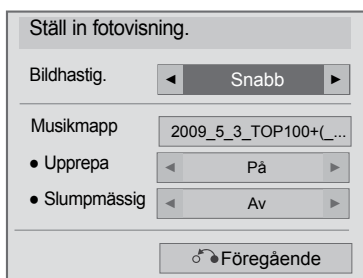 Ställ in fotovisning.
Bildhastig. ◄ Snabb ►
Musikmapp 2009_5_3_TOP100+(_...
● Upprepa ◄ På ►
● Slumpmässig ◄ Av ►
Föregående